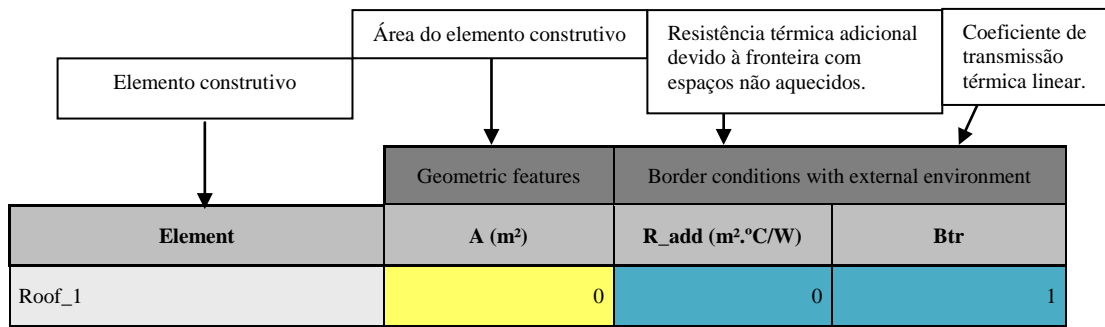 Elemento construtivo
Área do elemento construtivo
Resistência térmica adicional
devido à fronteira com
espaços não aquecidos.
Coeficiente de
transmissão
térmica linear.
Geometric features
Border conditions with external environment
Element
A (m²)
R_add (m².ºC/W)
Btr
Roof_1
0
0
1